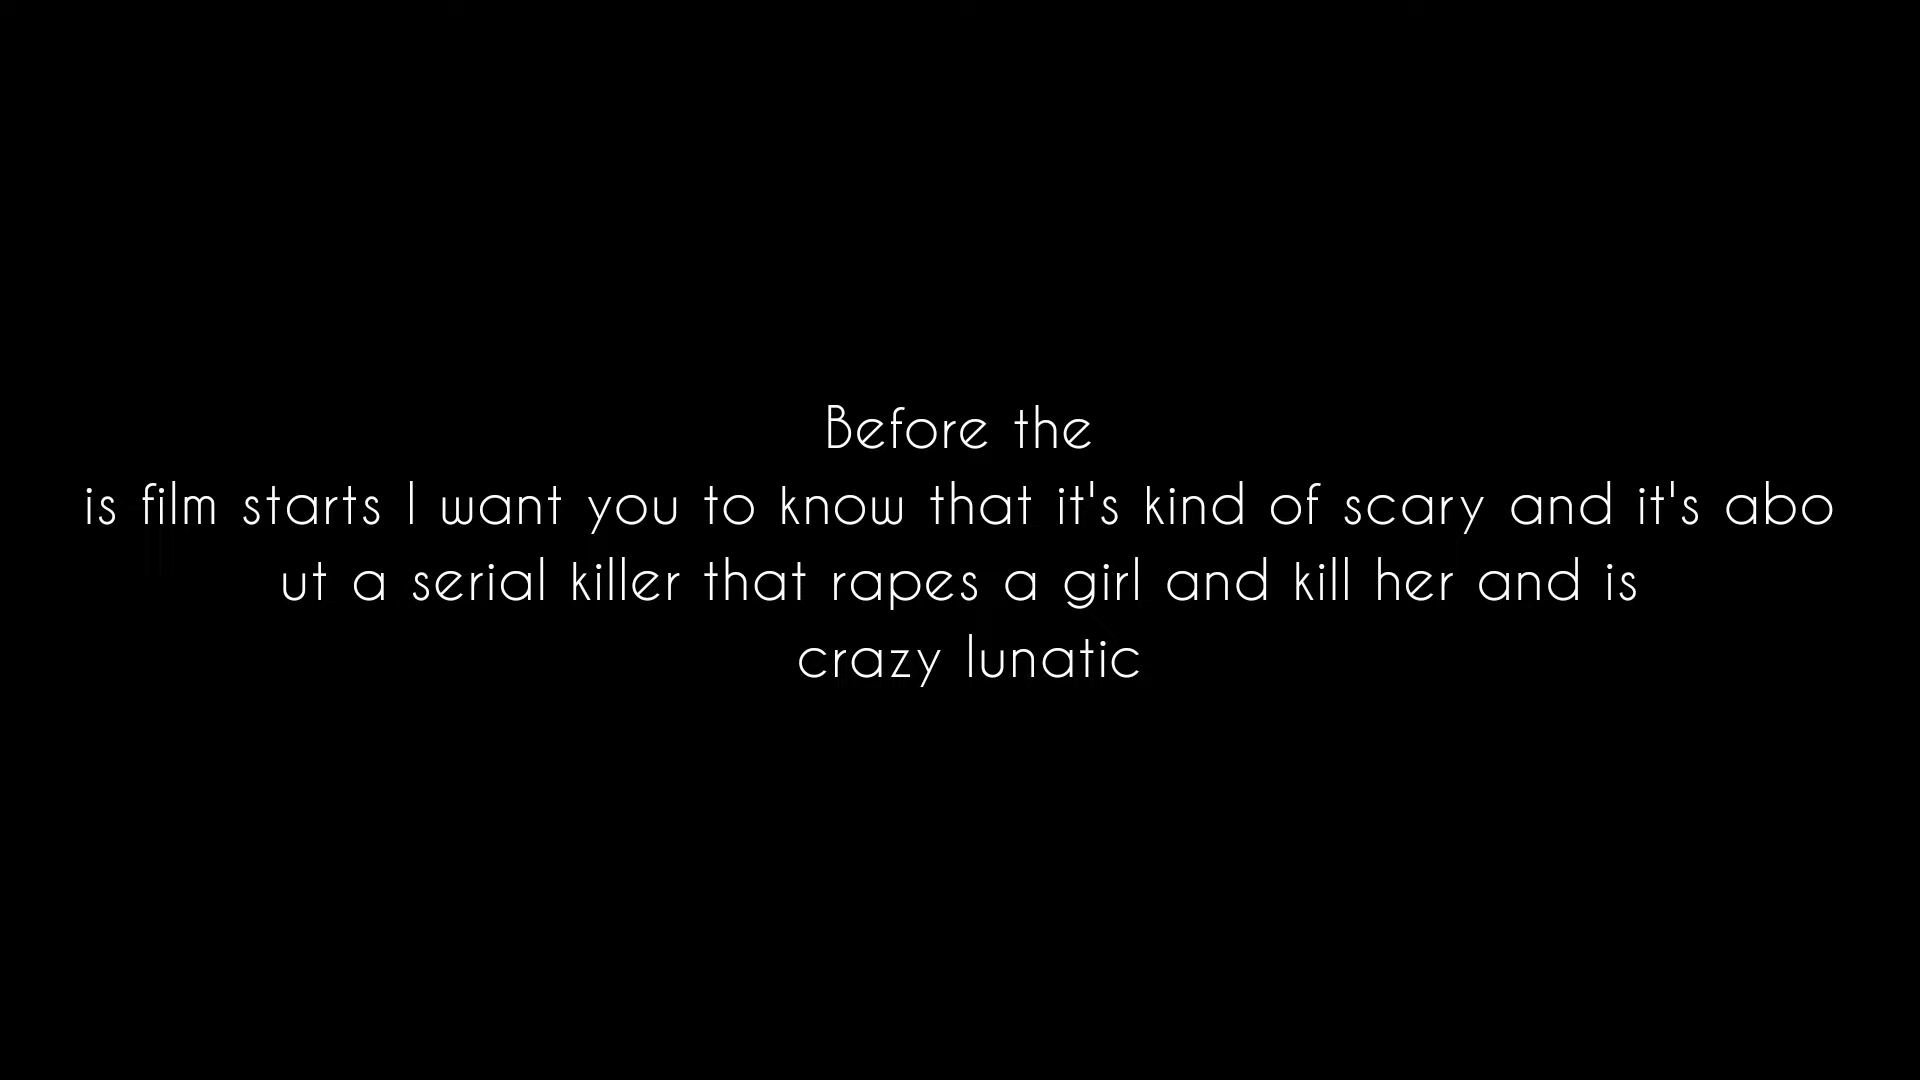 Before the
is film starts I want you to know that it's kind of scary and it's abo
ut a serial killer that rapes a girl and kill her and is
crazy lunatic